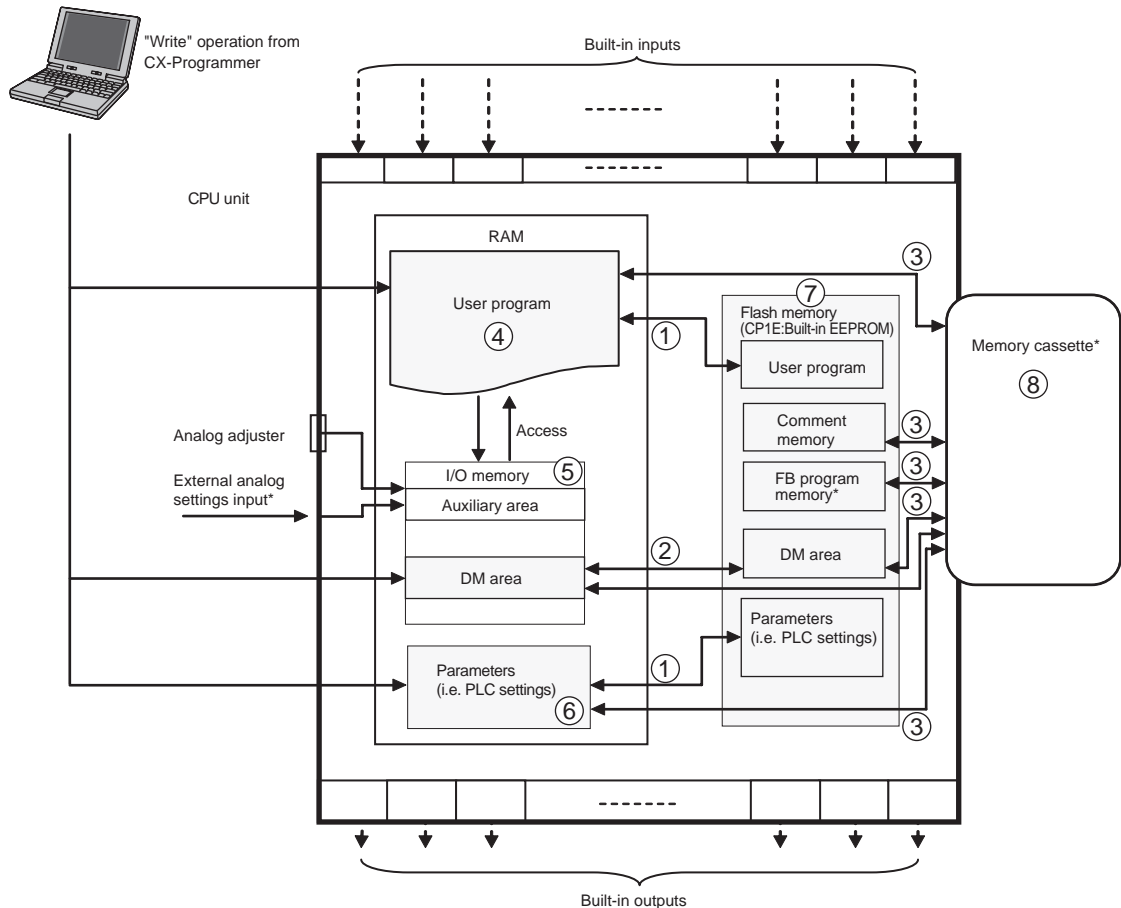 "Write" operation from
CX-Programmer
Built-in inputs
CPU unit
RAM
User program
④
③
①
⑦
Flash memory
(CP1E:Built-in EEPROM)
User program
Memory cassette*
⑧
Comment
memory
③
Access
Analog adjuster
I/O memory
⑤
FB program
memory*
③
External analog
settings input*
Auxiliary area
③
②
DM area
DM area
Parameters
(i.e. PLC settings)
①
Parameters
(i.e. PLC settings)
⑥
③
Built-in outputs